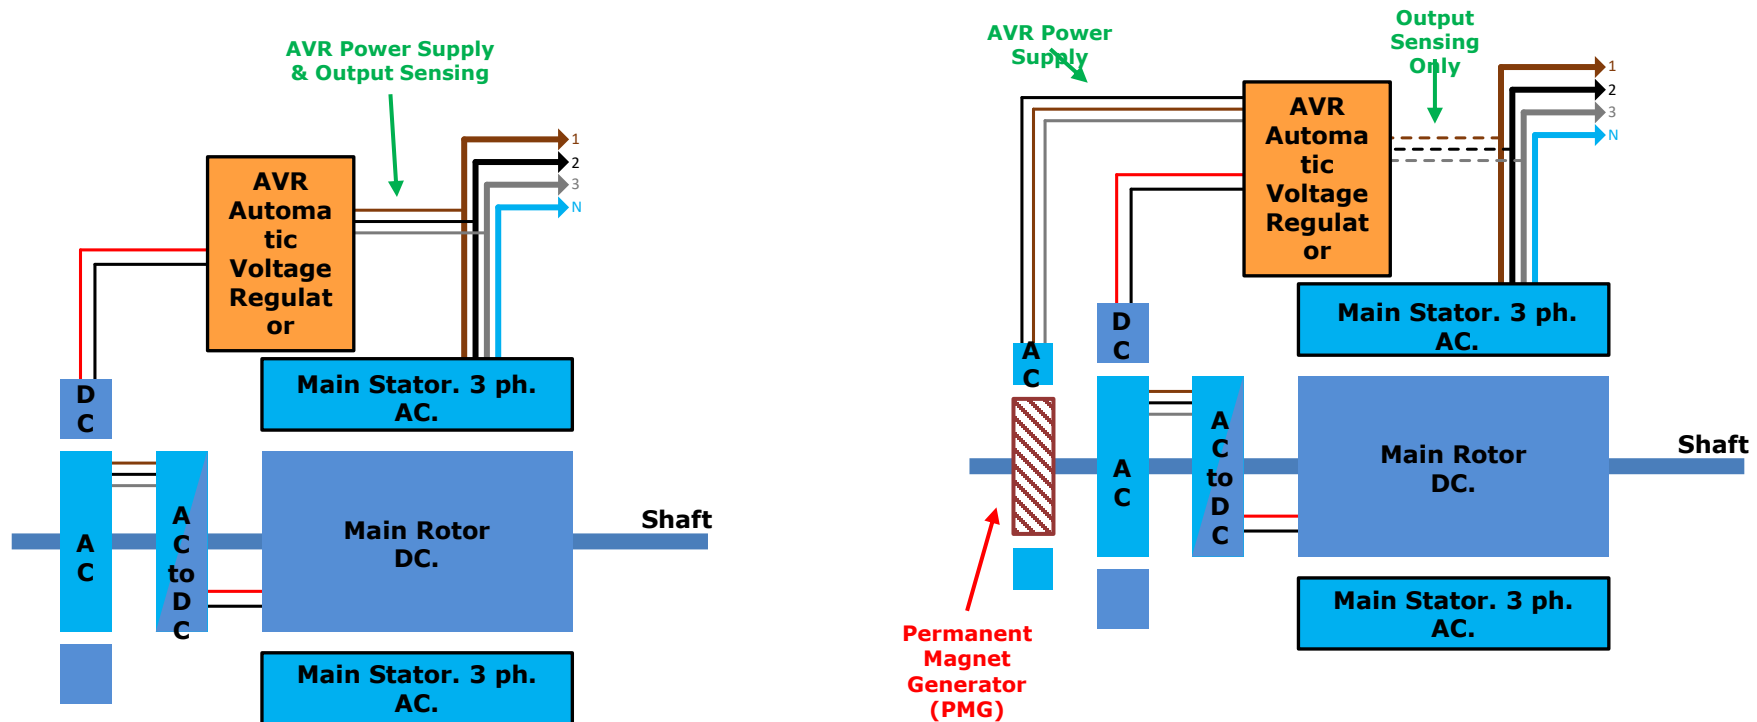 AVR Power Supply
& Output Sensing
1
2
3
N
AVR
Automa
tic
Voltage
Regulat
or
D
C
Main Stator. 3 ph.
AC.
A
C
A
C
to
D
C
Main Rotor
DC.
Shaft
Main Stator. 3 ph.
AC.
AVR Power
Supply
Output
Sensing
Only
1
2
3
N
AVR
Automa
tic
Voltage
Regulat
or
D
C
A
C
Main Stator. 3 ph.
AC.
A
C
A
C
to
D
C
Main Rotor
DC.
Shaft
Main Stator. 3 ph.
AC.
Permanent
Magnet
Generator
(PMG)